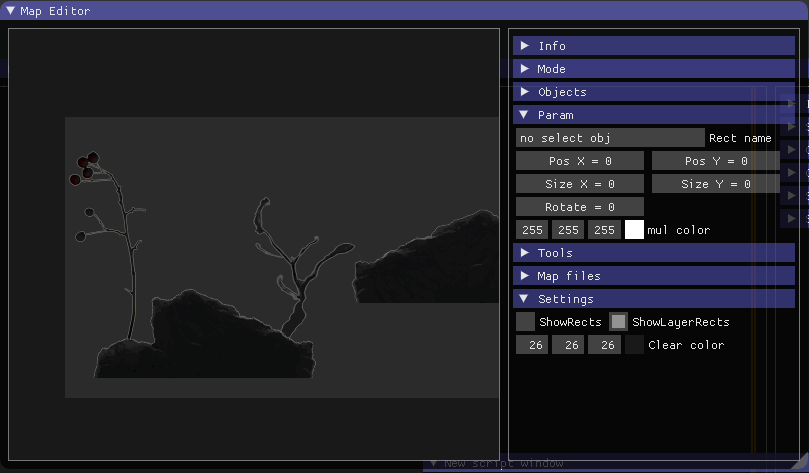 Map Editor
Info
Mode
Objects
Param
no select obj Rect name
Pos X = 0 Pos Y = 0
Size X = 0 Size Y = 0
Rotate = 0
255 255 255 mul color
Tools
Map files
Settings
ShowRects ShowLayerRects
26 26 26 Clear color
New script window